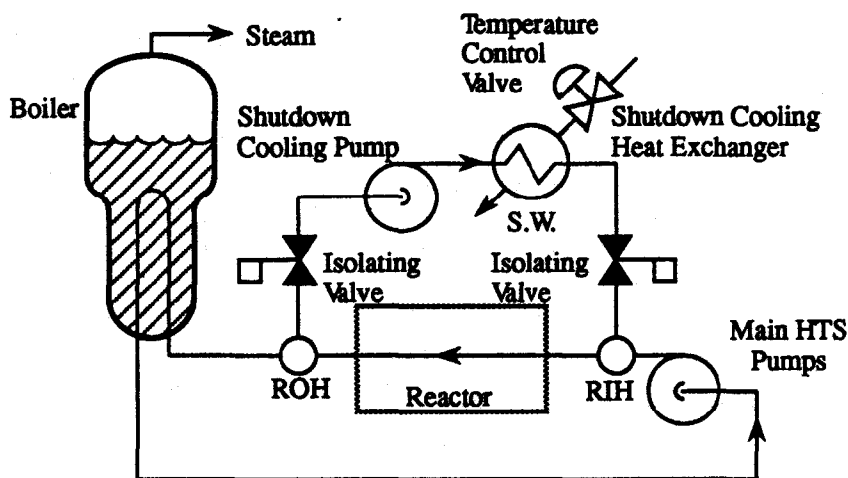 Steam
Boiler
Shutdown
Cooling Pump
Temperature
Control
Valve
Shutdown Cooling
Heat Exchanger
S.W.
Isolating
Valve
Isolating
Valve
Main HTS
Pumps
ROH
Reactor
RIH